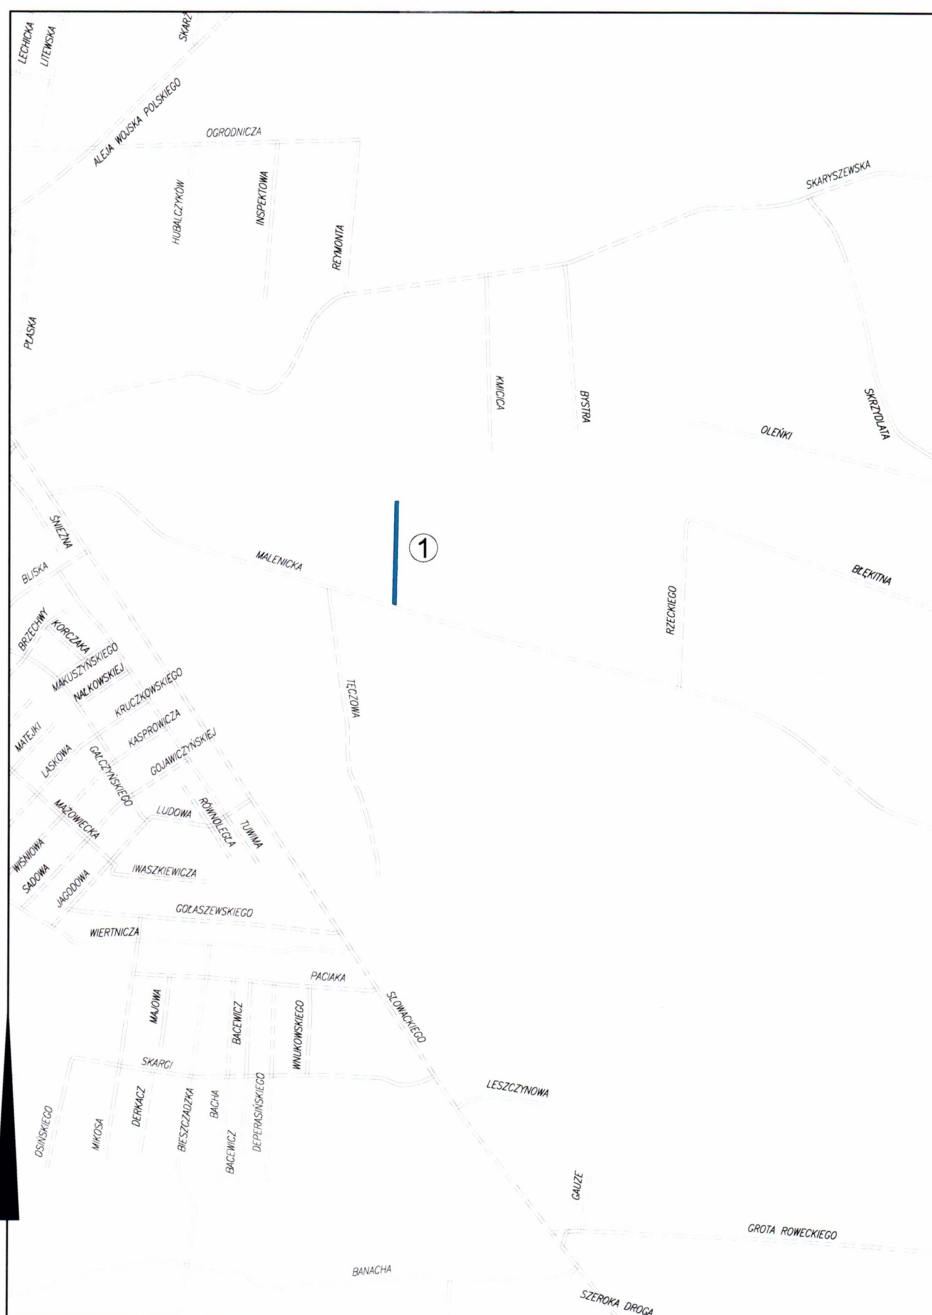 LECHICKA
LITEWSKA
SKARŻ
ALEJA WOJSKA POLSKIEGO
OGRODNICZA
HUBALCZYKÓW
INSPEKTOWA
REYMONTA
SKARYSZEWSKA
PŁASKA
KMICICA
BYSTRA
SKRZYDLATA
OLEŃKI
ŚNIEŻNA
MALENICKA
1
BLISKA
BŁĘKITNA
RZECKIEGO
BRZECHWY
KORCZAKA
MAKUSZYŃSKIEGO
NAŁKOWSKIEJ
KRUCZKOWSKIEGO
TĘCZOWA
MATEJKI
LASKOWA
GAŁCZYŃSKIEGO
KASPROWICZA
GOJAWICZYŃSKIEJ
MAZOWIECKA
LUDOWA
RÓWNOLEGŁA
TUWIMA
WIŚNIOWA
SADOWA
JAGODOWA
IWASZKIEWICZA
GOŁASZEWSKIEGO
WIERTNICZA
PACIAKA
MAJOWA
BACEWICZ
WNUKOWSKIEGO
SŁOWACKIEGO
SKARGI
LESZCZYNOWA
OSIŃSKIEGO
MIKOSA
DERKACZ
BIESZCZADZKA
BACHA
BACEWICZ
DEPERASIŃSKIEGO
GAUZE
GROTA ROWECKIEGO
BANACHA
SZEROKA DROGA